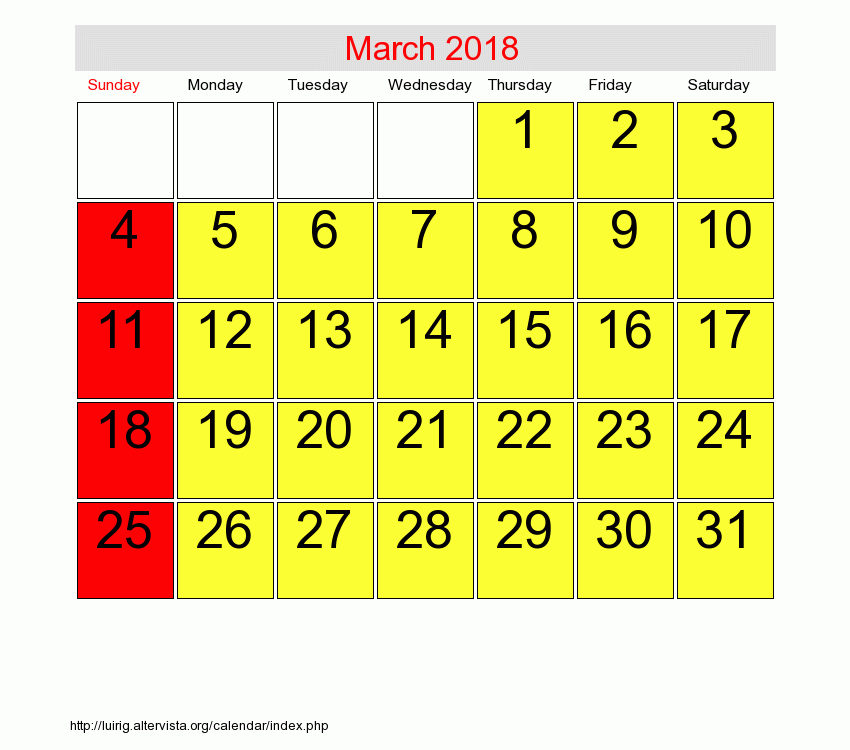 March 2018
Sunday Monday Tuesday Wednesday Thursday Friday Saturday
1 2 3
4 5 6 7 8 9 10
11 12 13 14 15 16 17
18 19 20 21 22 23 24
25 26 27 28 29 30 31
http://luirig.altervista.org/calendar/index.php